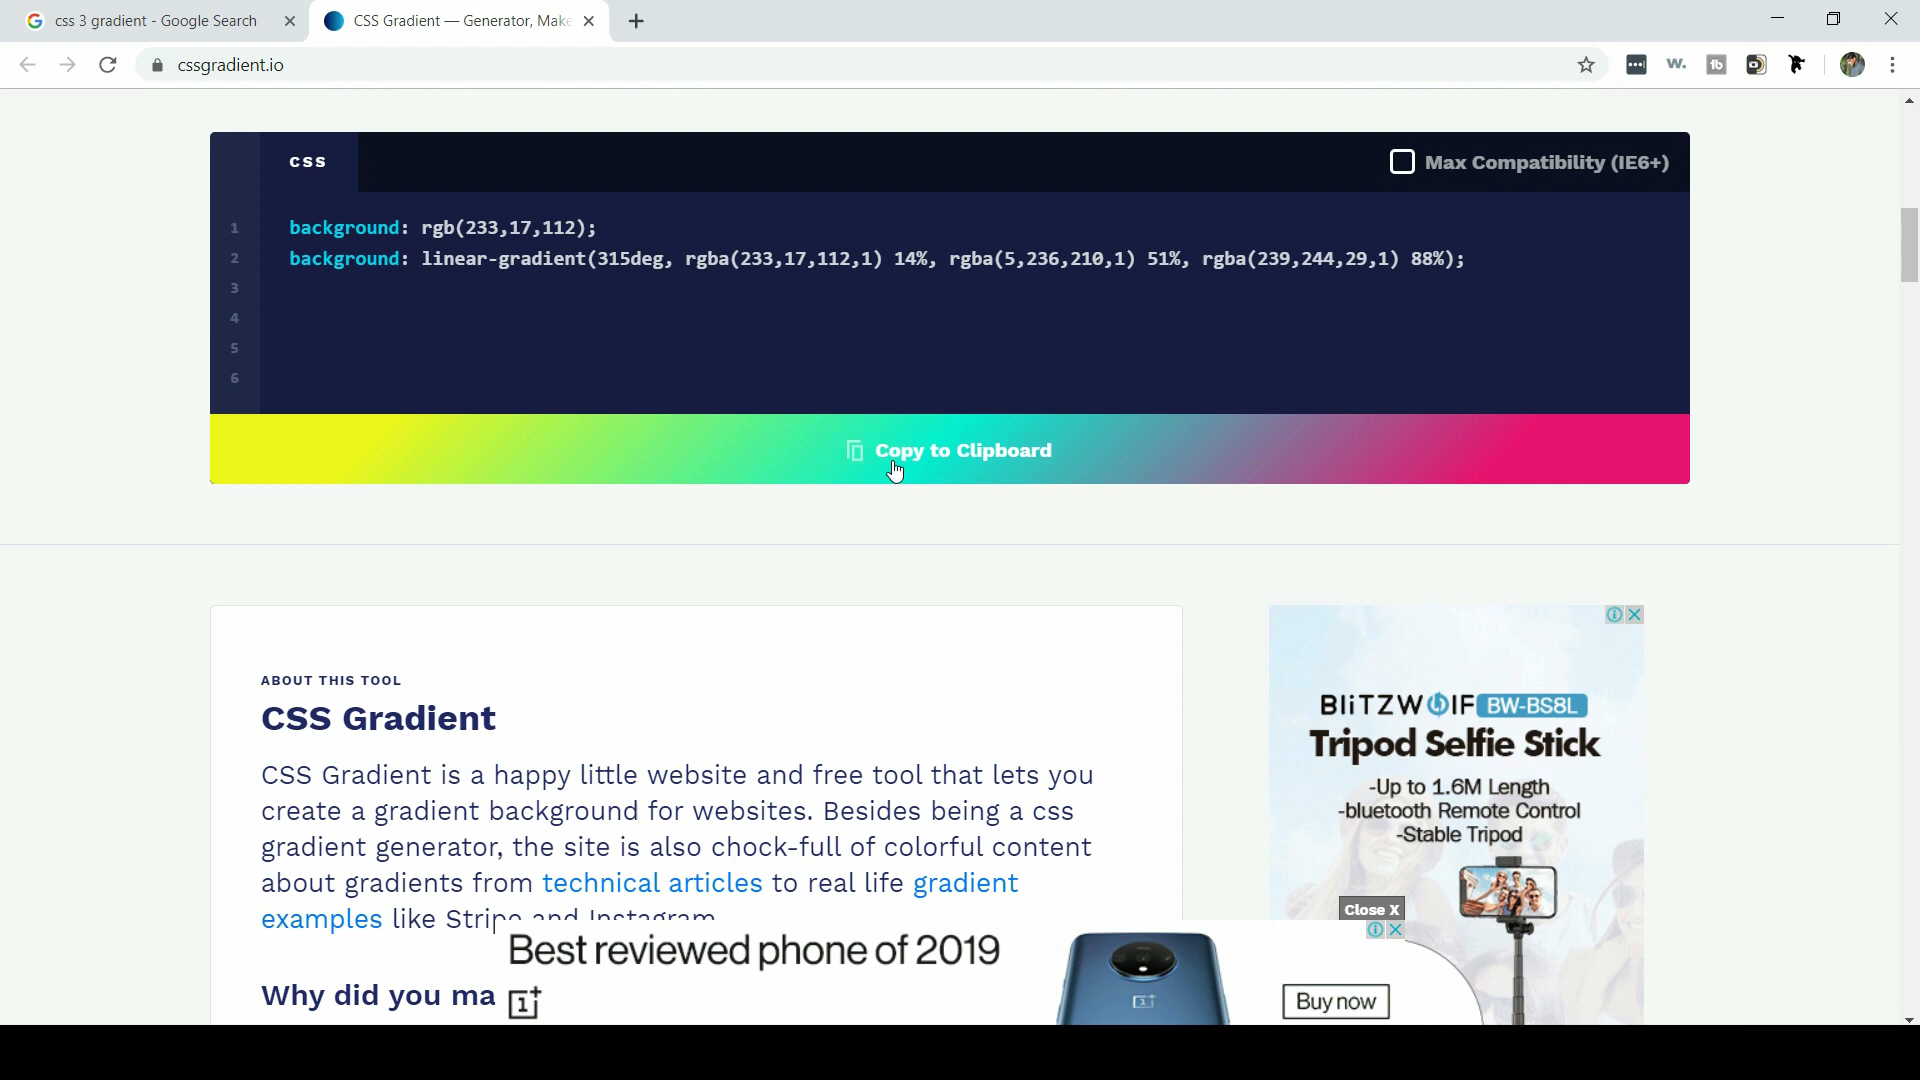 css 3 gradient - Google Search
CSS Gradient — Generator, Make
cssgradient.io
CSS
Max Compatibility (IE6+)
1 background: rgb(233,17,112);
2 background: linear-gradient(315deg, rgba(233,17,112,1) 14%, rgba(5,236,210,1) 51%, rgba(239,244,29,1) 88%);
3
4
5
6
Copy to Clipboard
ABOUT THIS TOOL
CSS Gradient
CSS Gradient is a happy little website and free tool that lets you
create a gradient background for websites. Besides being a css
gradient generator, the site is also chock-full of colorful content
about gradients from technical articles to real life gradient
examples like Stripe and Instagram
Why did you ma
BLiTZWOLF BW-BS8L
Tripod Selfie Stick
-Up to 1.6M Length
-bluetooth Remote Control
-Stable Tripod
Close X
Best reviewed phone of 2019
Buy now